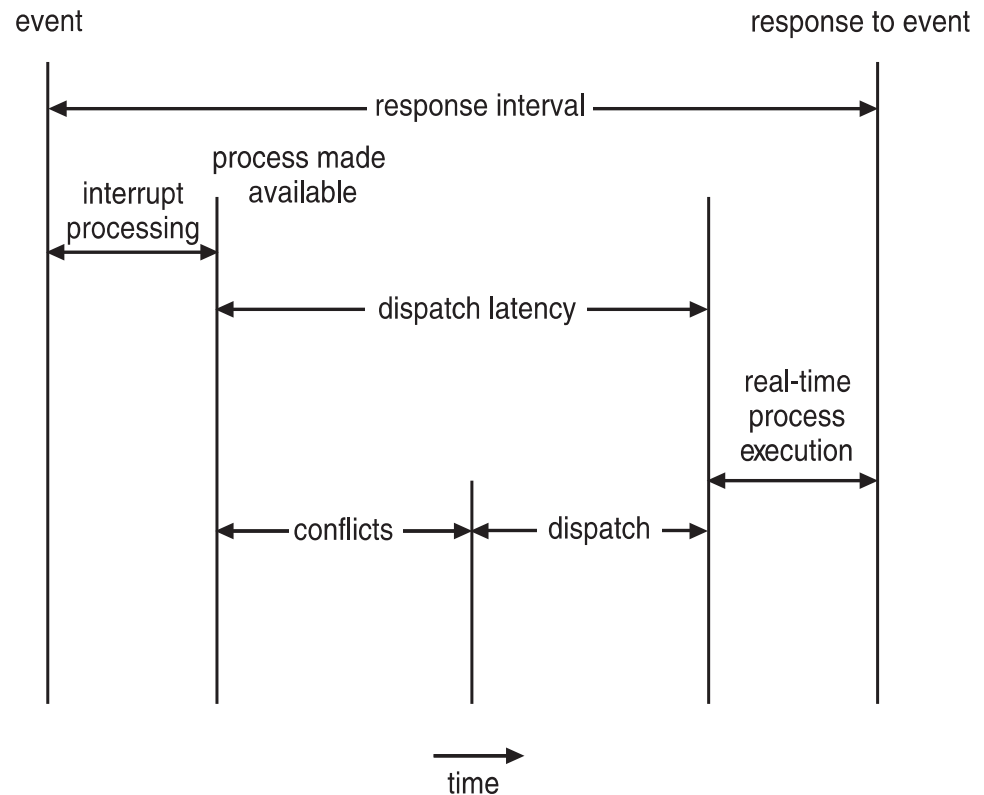 event
response to event
response interval
process made
available
interrupt
processing
dispatch latency
real-time
process
execution
conflicts
dispatch
time